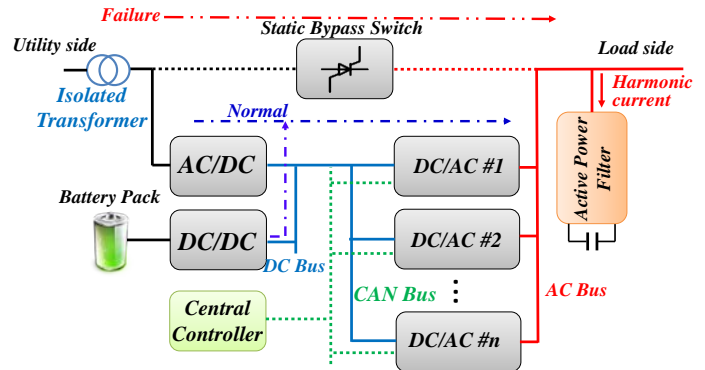 Failure
Static Bypass Switch
Utility side
Load side
Isolated
Transformer
Harmonic
current
Normal
AC/DC
DC/AC #1
Active Power
Filter
Battery Pack
DC/DC
DC/AC #2
DC Bus
CAN Bus
AC Bus
Central
Controller
DC/AC #n